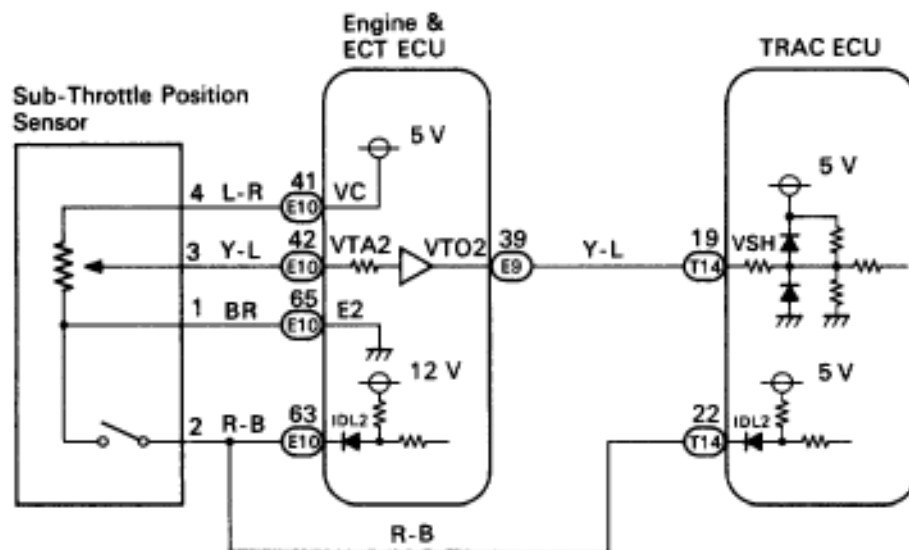 Engine &
ECT ECU
TRAC ECU
Sub-Throttle Position
Sensor
5 V
5 V
4 L-R 41 E10 VC
3 Y-L 42 E10 VTA2 VTO2 39 E9 Y-L 19 T14 VSH
1 BR 65 E10 E2
12 V
5 V
2 R-B 63 E10 IDL2 22 T14 IDL2
R-B